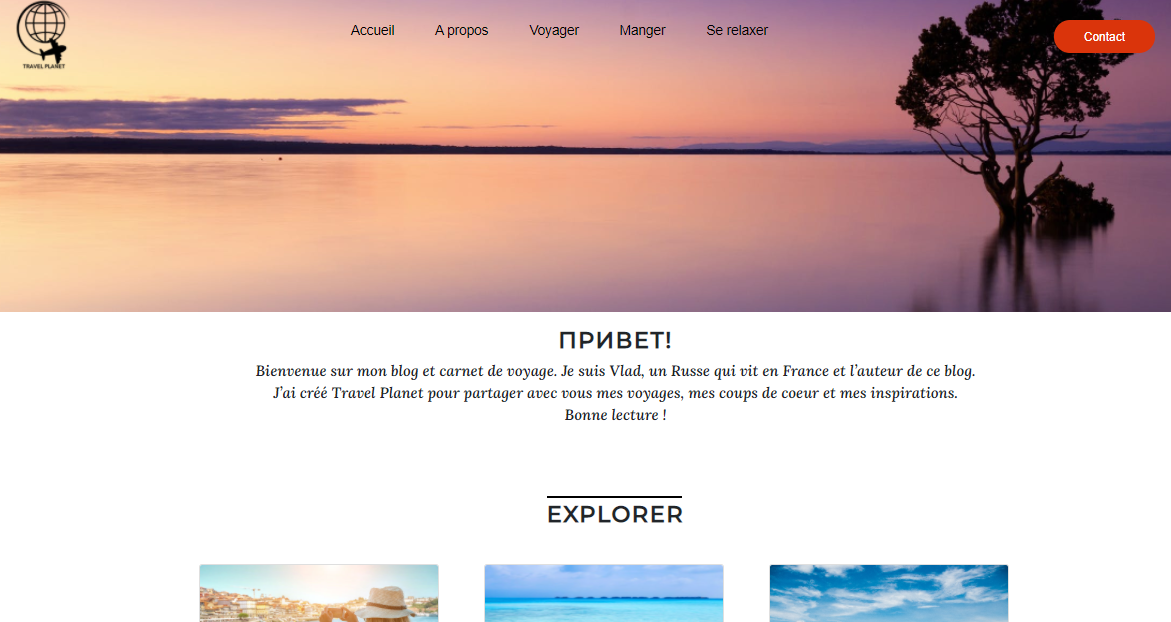 TRAVEL PLANET
Accueil A propos Voyager Manger Se relaxer Contact
ПРИВЕТ!
Bienvenue sur mon blog et carnet de voyage. Je suis Vlad, un Russe qui vit en France et l'auteur de ce blog.
J'ai créé Travel Planet pour partager avec vous mes voyages, mes coups de coeur et mes inspirations.
Bonne lecture !
EXPLORER